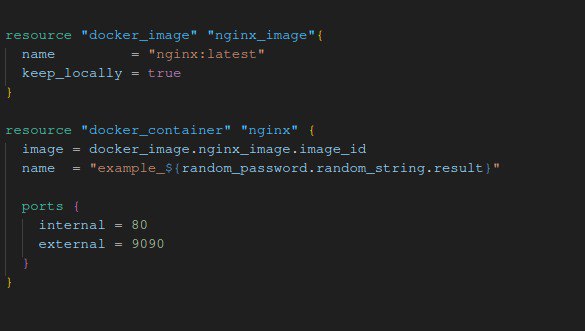 resource "docker_image" "nginx_image"{
  name         = "nginx:latest"
  keep_locally = true
}

resource "docker_container" "nginx" {
  image = docker_image.nginx_image.image_id
  name  = "example_${random_password.random_string.result}"

  ports {
    internal = 80
    external = 9090
  }
}